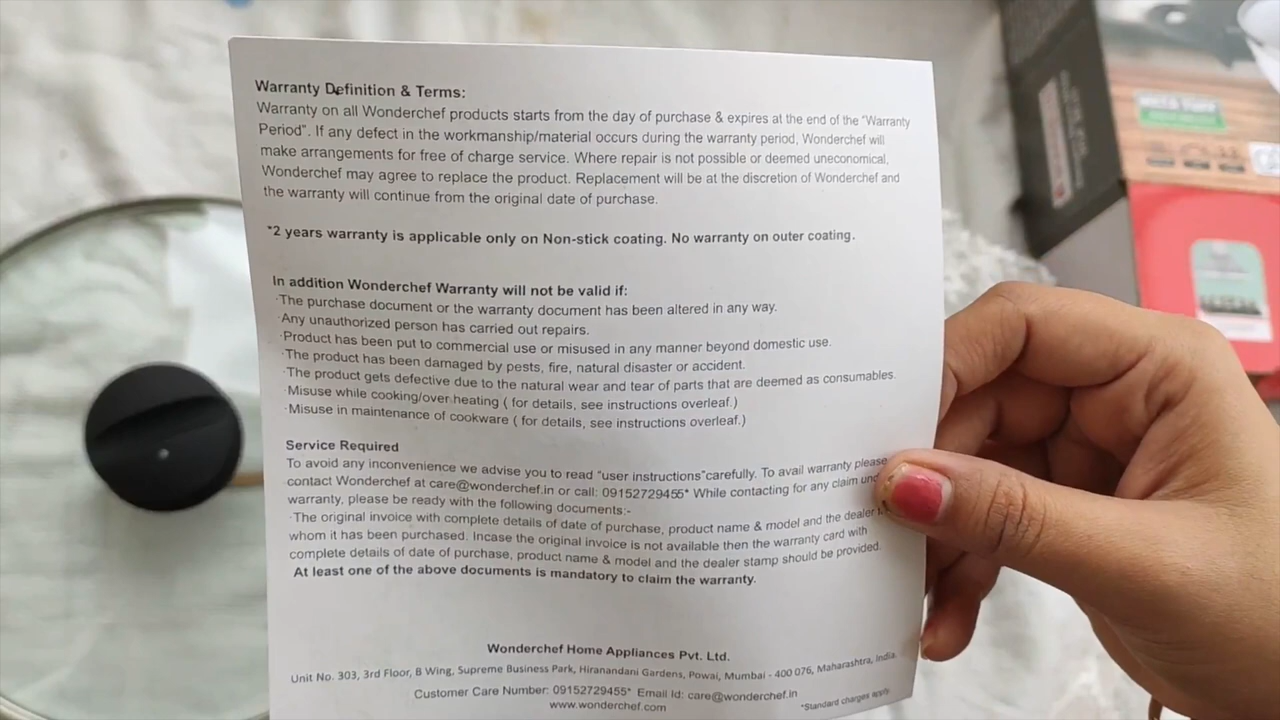 Warranty Definition & Terms:
Warranty on all Wonderchef products starts from the day of purchase & expires at the end of the "Warranty
Period". If any defect in the workmanship/material occurs during the warranty period, Wonderchef will
make arrangements for free of charge service. Where repair is not possible or deemed uneconomical,
Wonderchef may agree to replace the product. Replacement will be at the discretion of Wonderchef and
the warranty will continue from the original date of purchase.
*2 years warranty is applicable only on Non-stick coating. No warranty on outer coating.
In addition Wonderchef Warranty will not be valid if:
·The purchase document or the warranty document has been altered in any way.
·Any unauthorized person has carried out repairs.
·Product has been put to commercial use or misused in any manner beyond domestic use.
·The product has been damaged by pests, fire, natural disaster or accident.
·The product gets defective due to the natural wear and tear of parts that are deemed as consumables.
·Misuse while cooking/over heating ( for details, see instructions overleaf.)
·Misuse in maintenance of cookware ( for details, see instructions overleaf.)
Service Required
To avoid any inconvenience we advise you to read "user instructions"carefully. To avail warranty please
contact Wonderchef at care@wonderchef.in or call: 09152729455* While contacting for any claim
warranty, please be ready with the following documents:-
·The original invoice with complete details of date of purchase, product name & model and the dealer
whom it has been purchased. Incase the original invoice is not available then the warranty card with
complete details of date of purchase, product name & model and the dealer stamp should be provided.
At least one of the above documents is mandatory to claim the warranty.
Wonderchef Home Appliances Pvt. Ltd.
Unit No. 303, 3rd Floor, B Wing, Supreme Business Park, Hiranandani Gardens, Powai, Mumbai - 400 076, Maharashtra, India.
Customer Care Number: 09152729455* Email Id: care@wonderchef.in
www.wonderchef.com
*Standard charges apply.